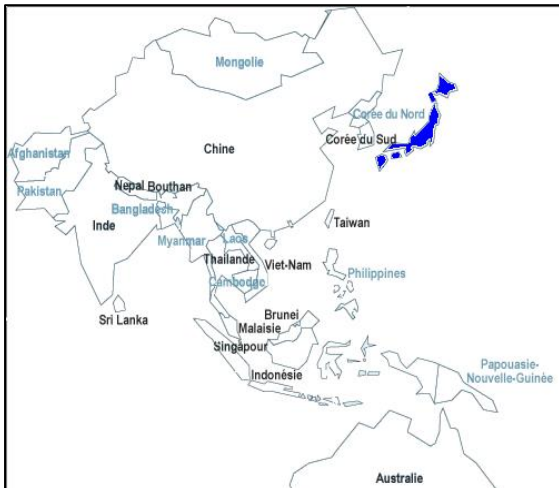 Mongolie
Corée du Nord
Corée du Sud
Chine
Afghanistan
Pakistan
Nepal Bouthan
Bangladech
Inde
Taiwan
Myanmar
Laos
Thailande
Viet-Nam
Cambodge
Philippines
Sri Lanka
Brunei
Malaisie
Singapour
Indonésie
Papouasie-
Nouvelle-Guinée
Australie